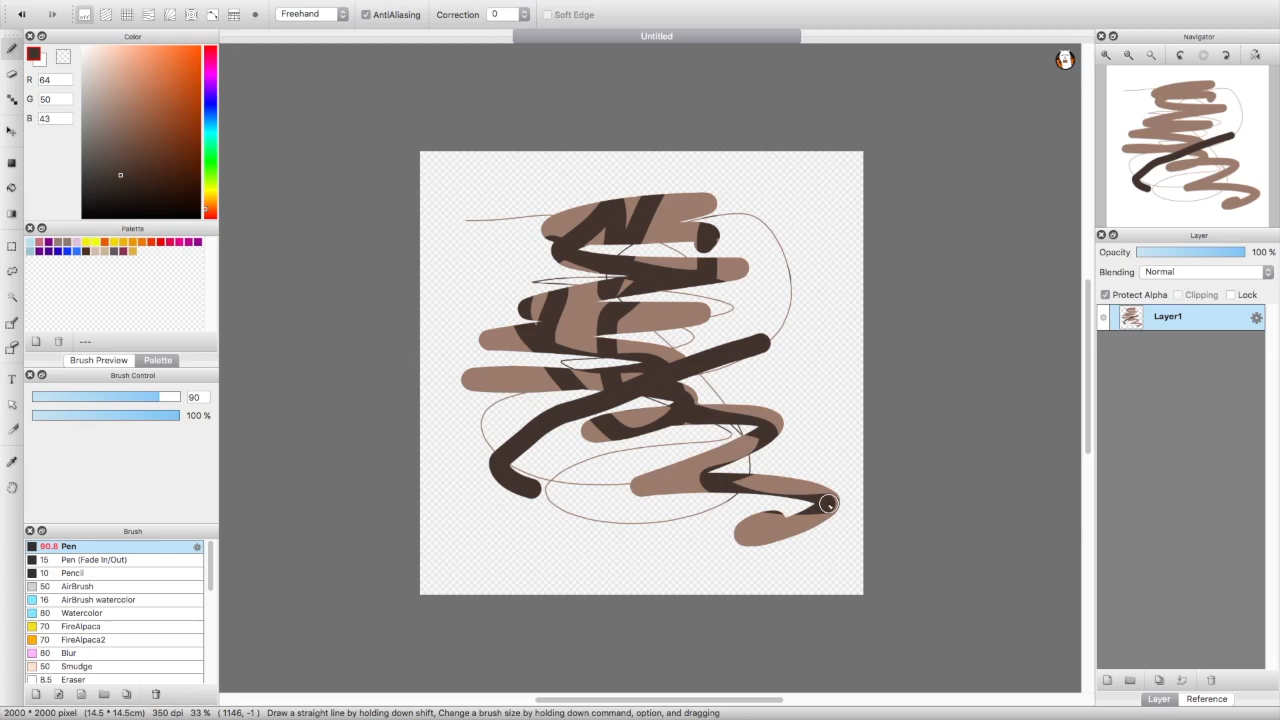 off Freehand AntiAliasing Correction 0 Soft Edge
Color
R 64
G 50
B 43
Palette
---
Brush Preview Palette
Brush Control
90
100 %
Brush
90.8 Pen
15 Pen (Fade In/Out)
10 Pencil
50 AirBrush
16 AirBrush watercolor
80 Watercolor
70 FireAlpaca
70 FireAlpaca2
80 Blur
50 Smudge
8.5 Eraser
Untitled
Navigator
Layer
Opacity 100 %
Blending Normal
Protect Alpha Clipping Lock
Layer1
Layer Reference
2000 * 2000 pixel (14.5 * 14.5cm) 350 dpi 33 % ( 1146, -1 ) Draw a straight line by holding down shift, Change a brush size by holding down command, option, and dragging